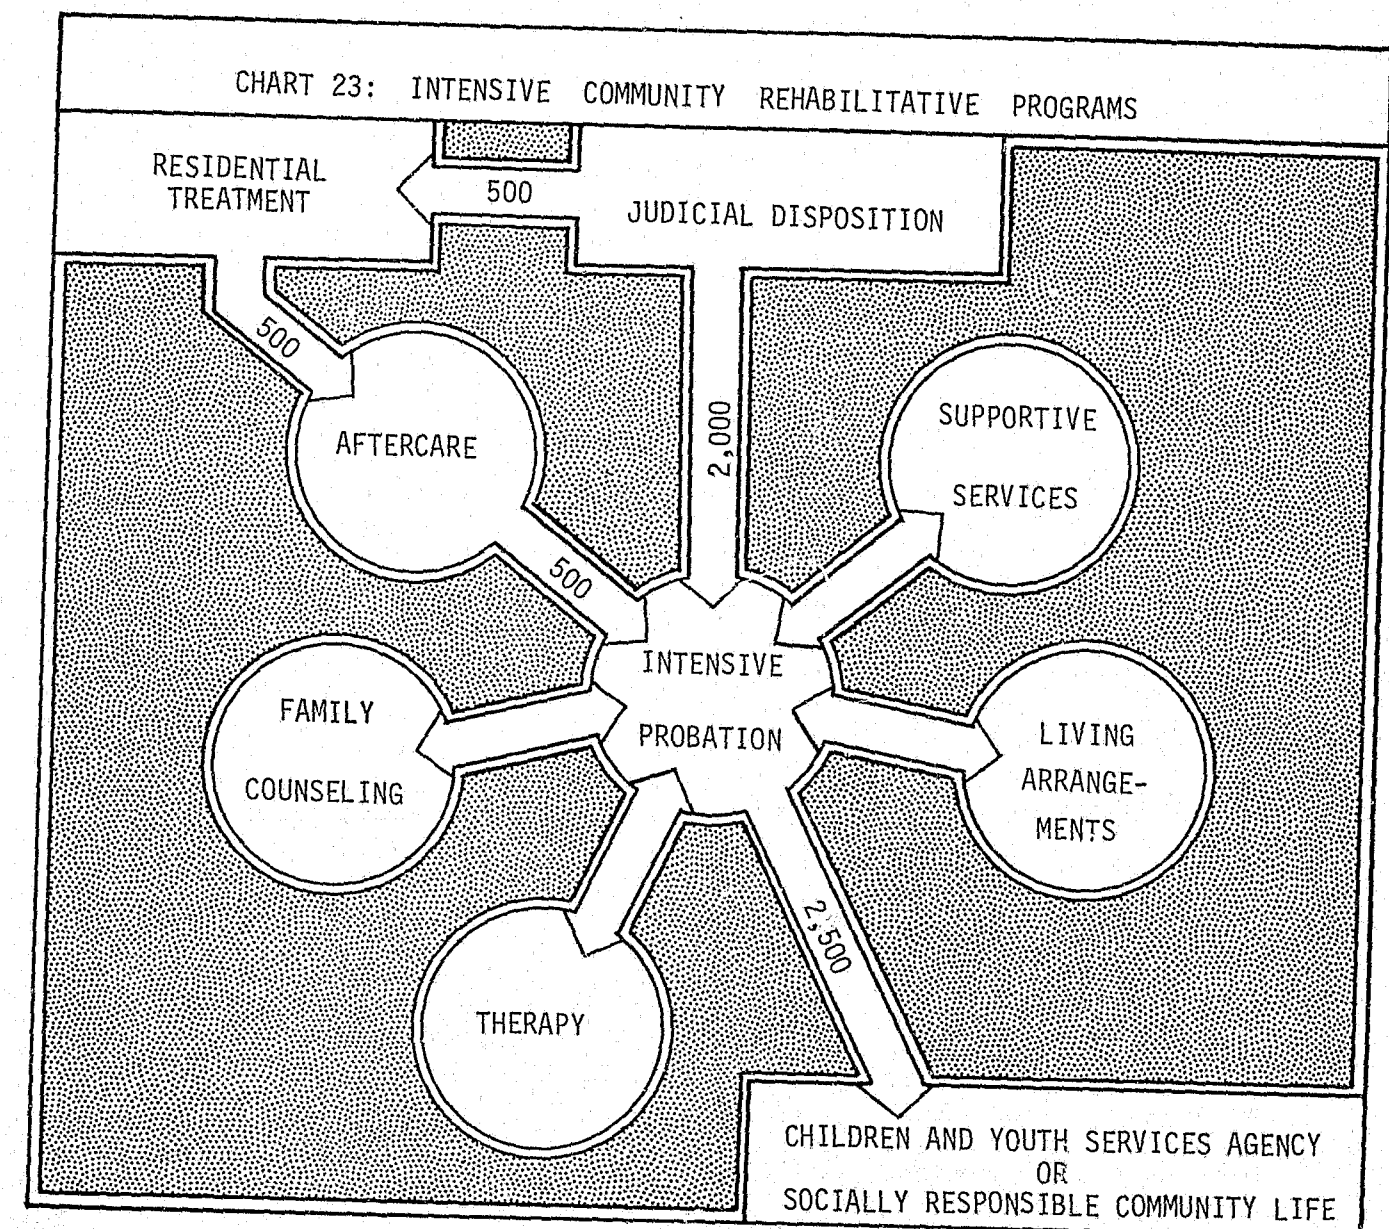 CHART 23: INTENSIVE COMMUNITY REHABILITATIVE PROGRAMS
RESIDENTIAL
TREATMENT
500
JUDICIAL DISPOSITION
500
AFTERCARE
2,000
SUPPORTIVE
SERVICES
500
INTENSIVE
PROBATION
FAMILY
COUNSELING
LIVING
ARRANGE-
MENTS
2,500
THERAPY
CHILDREN AND YOUTH SERVICES AGENCY
OR
SOCIALLY RESPONSIBLE COMMUNITY LIFE